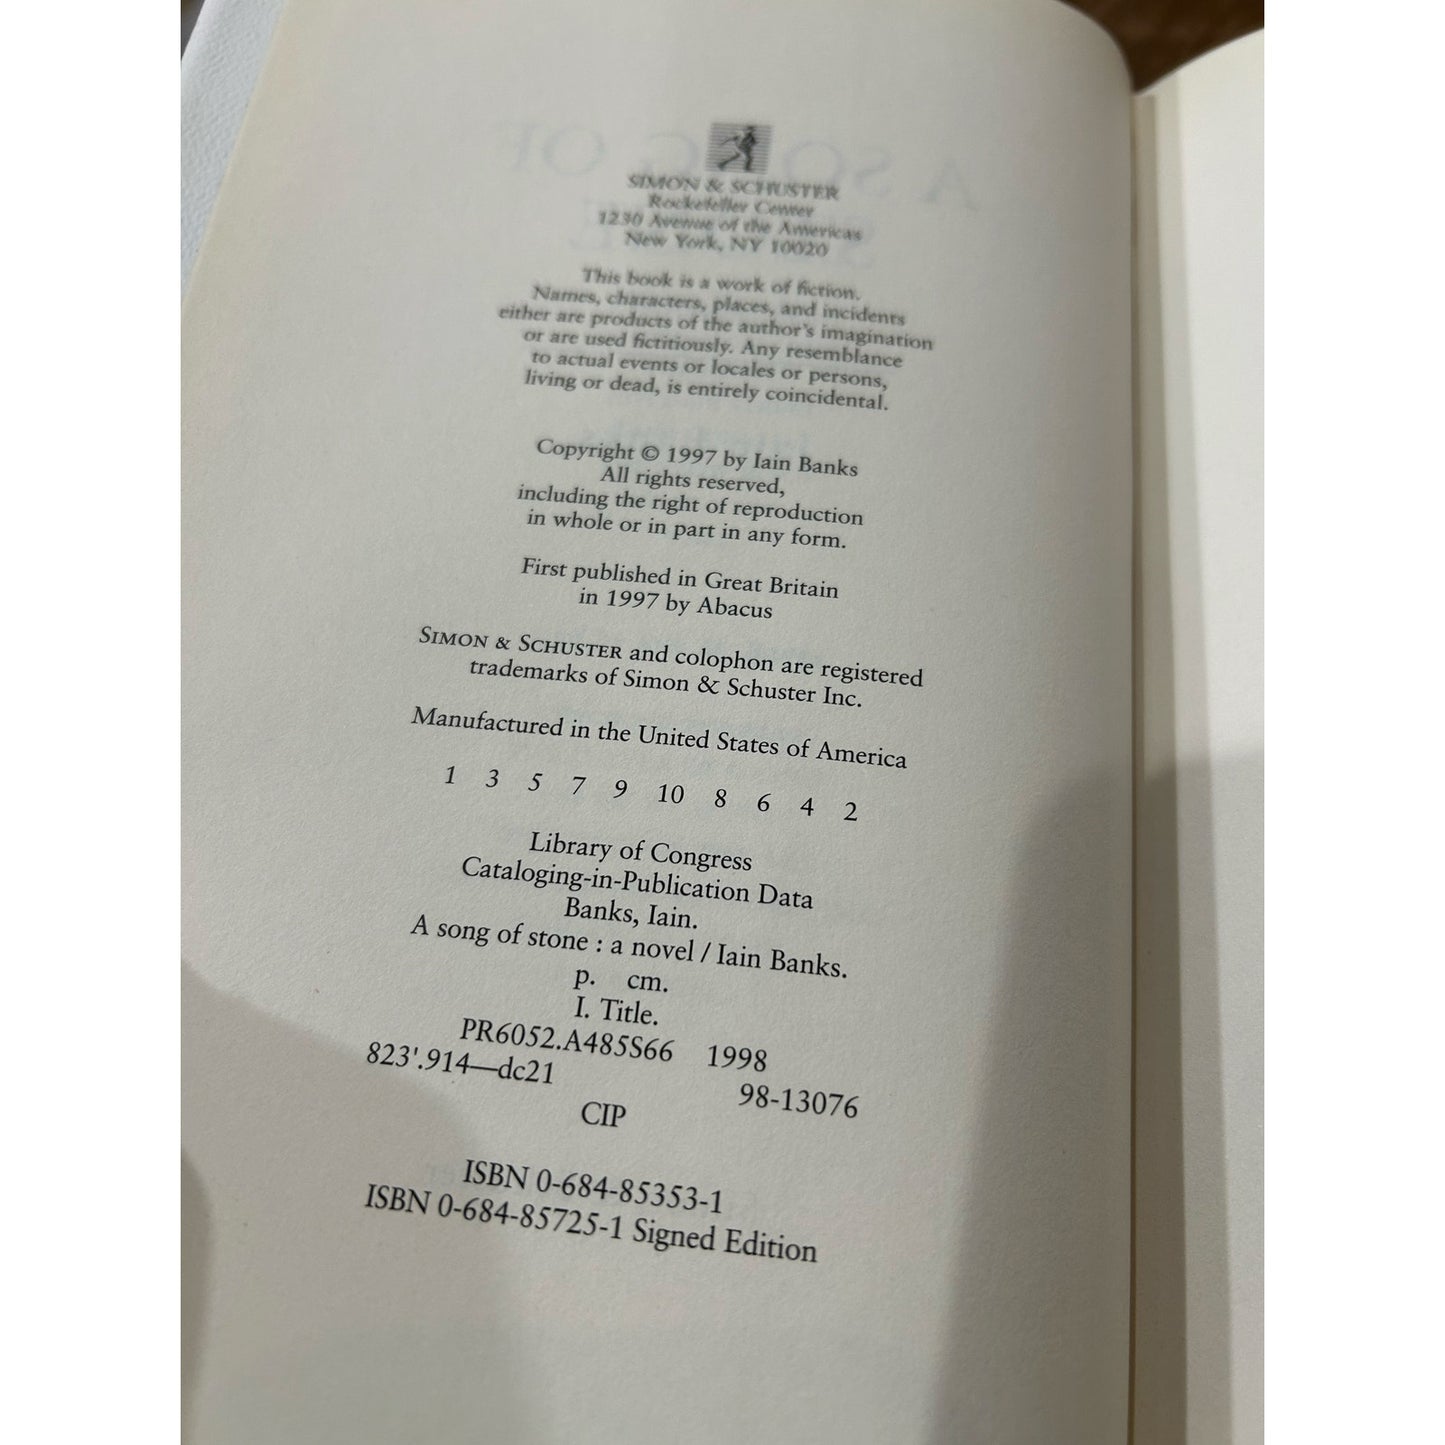 SIMON & SCHUSTER
Rockefeller Center
1230 Avenue of the Americas
New York, NY 10020
This book is a work of fiction.
Names, characters, places, and incidents
either are products of the author's imagination
or are used fictitiously. Any resemblance
to actual events or locales or persons,
living or dead, is entirely coincidental.
Copyright © 1997 by Iain Banks
All rights reserved,
including the right of reproduction
in whole or in part in any form.
First published in Great Britain
in 1997 by Abacus
SIMON & SCHUSTER and colophon are registered
trademarks of Simon & Schuster Inc.
Manufactured in the United States of America
1 3 5 7 9 10 8 6 4 2
Library of Congress
Cataloging-in-Publication Data
Banks, Iain.
A song of stone : a novel / Iain Banks.
p. cm.
I. Title.
PR6052.A485S66 1998
823'.914—dc21 98-13076
CIP
ISBN 0-684-85353-1
ISBN 0-684-85725-1 Signed Edition